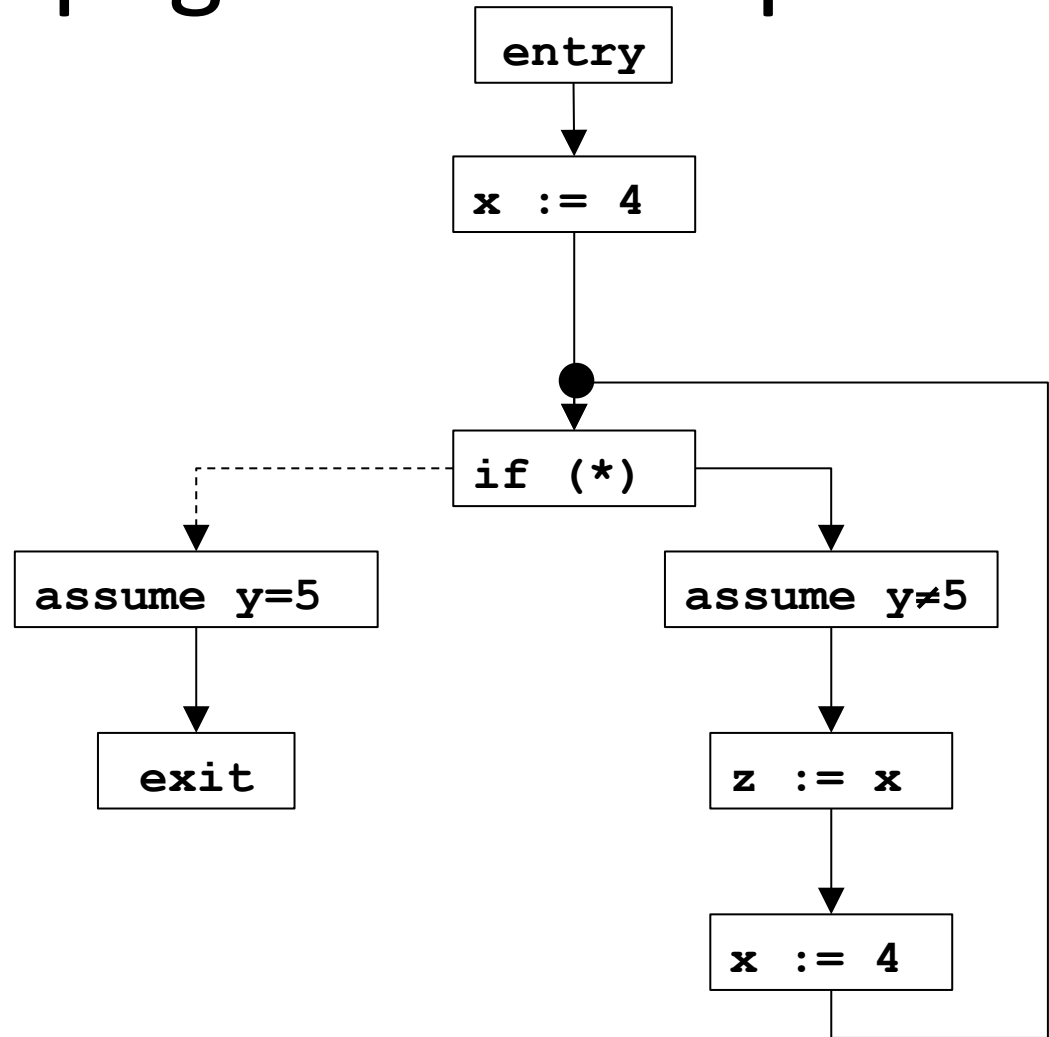 entry
x := 4
if (*)
assume y=5
assume y≠5
exit
z := x
x := 4